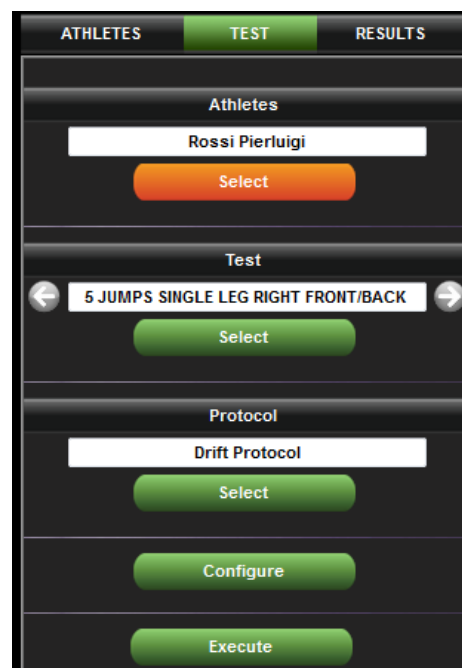 ATHLETES TEST RESULTS
Athletes
Rossi Pierluigi
Select
Test
5 JUMPS SINGLE LEG RIGHT FRONT/BACK
Select
Protocol
Drift Protocol
Select
Configure
Execute